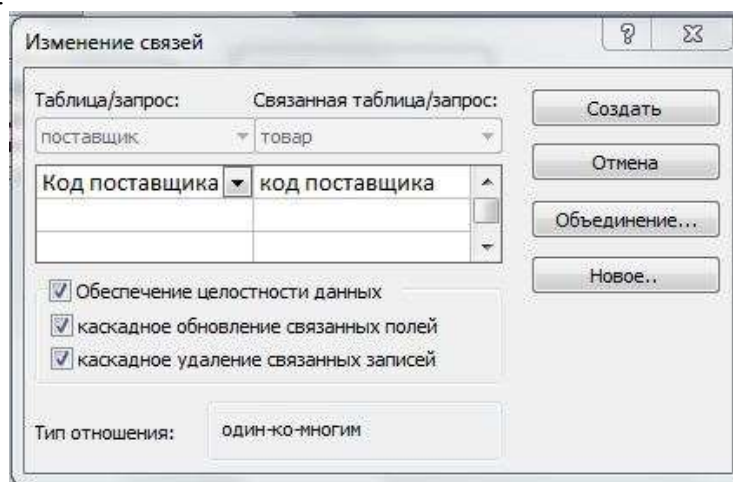 Изменение связей
Таблица/запрос: Связанная таблица/запрос:
поставщик товар
Код поставщика код поставщика
Обеспечение целостности данных
каскадное обновление связанных полей
каскадное удаление связанных записей
Тип отношения: один-ко-многим
Создать
Отмена
Объединение...
Новое..